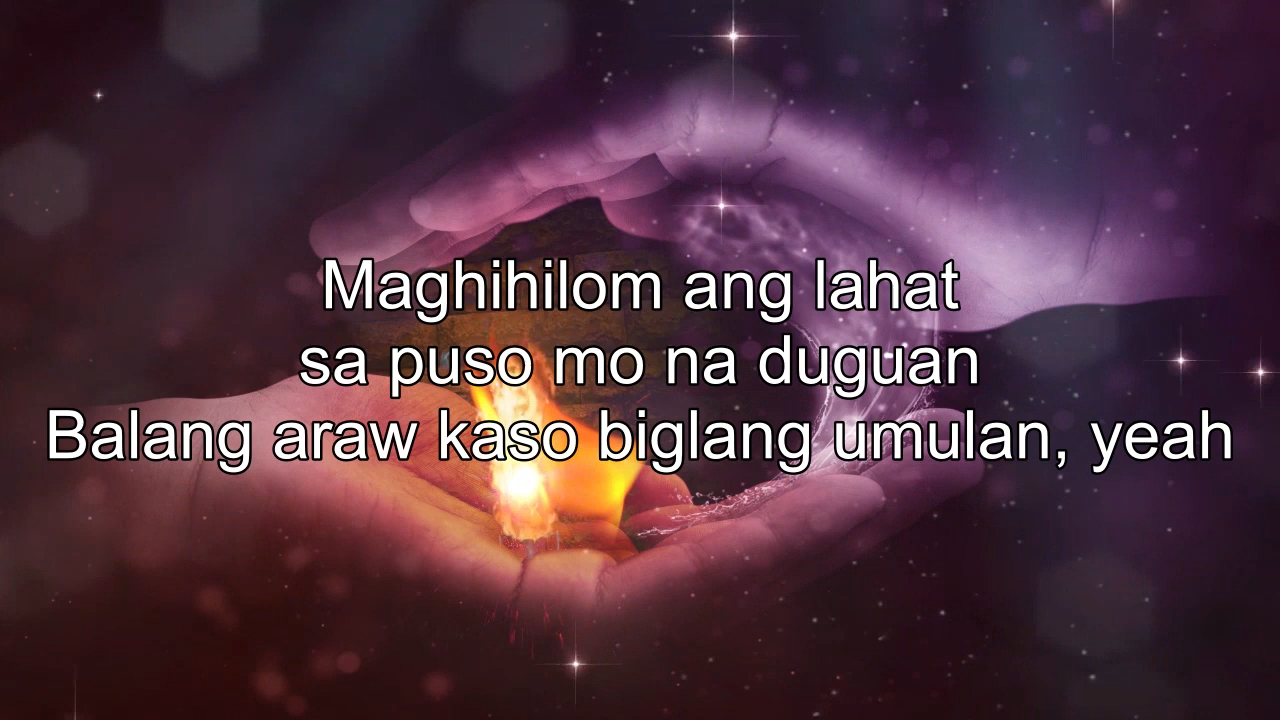 Maghihilom ang lahat
sa puso mo na duguan
Balang araw kaso biglang umulan, yeah